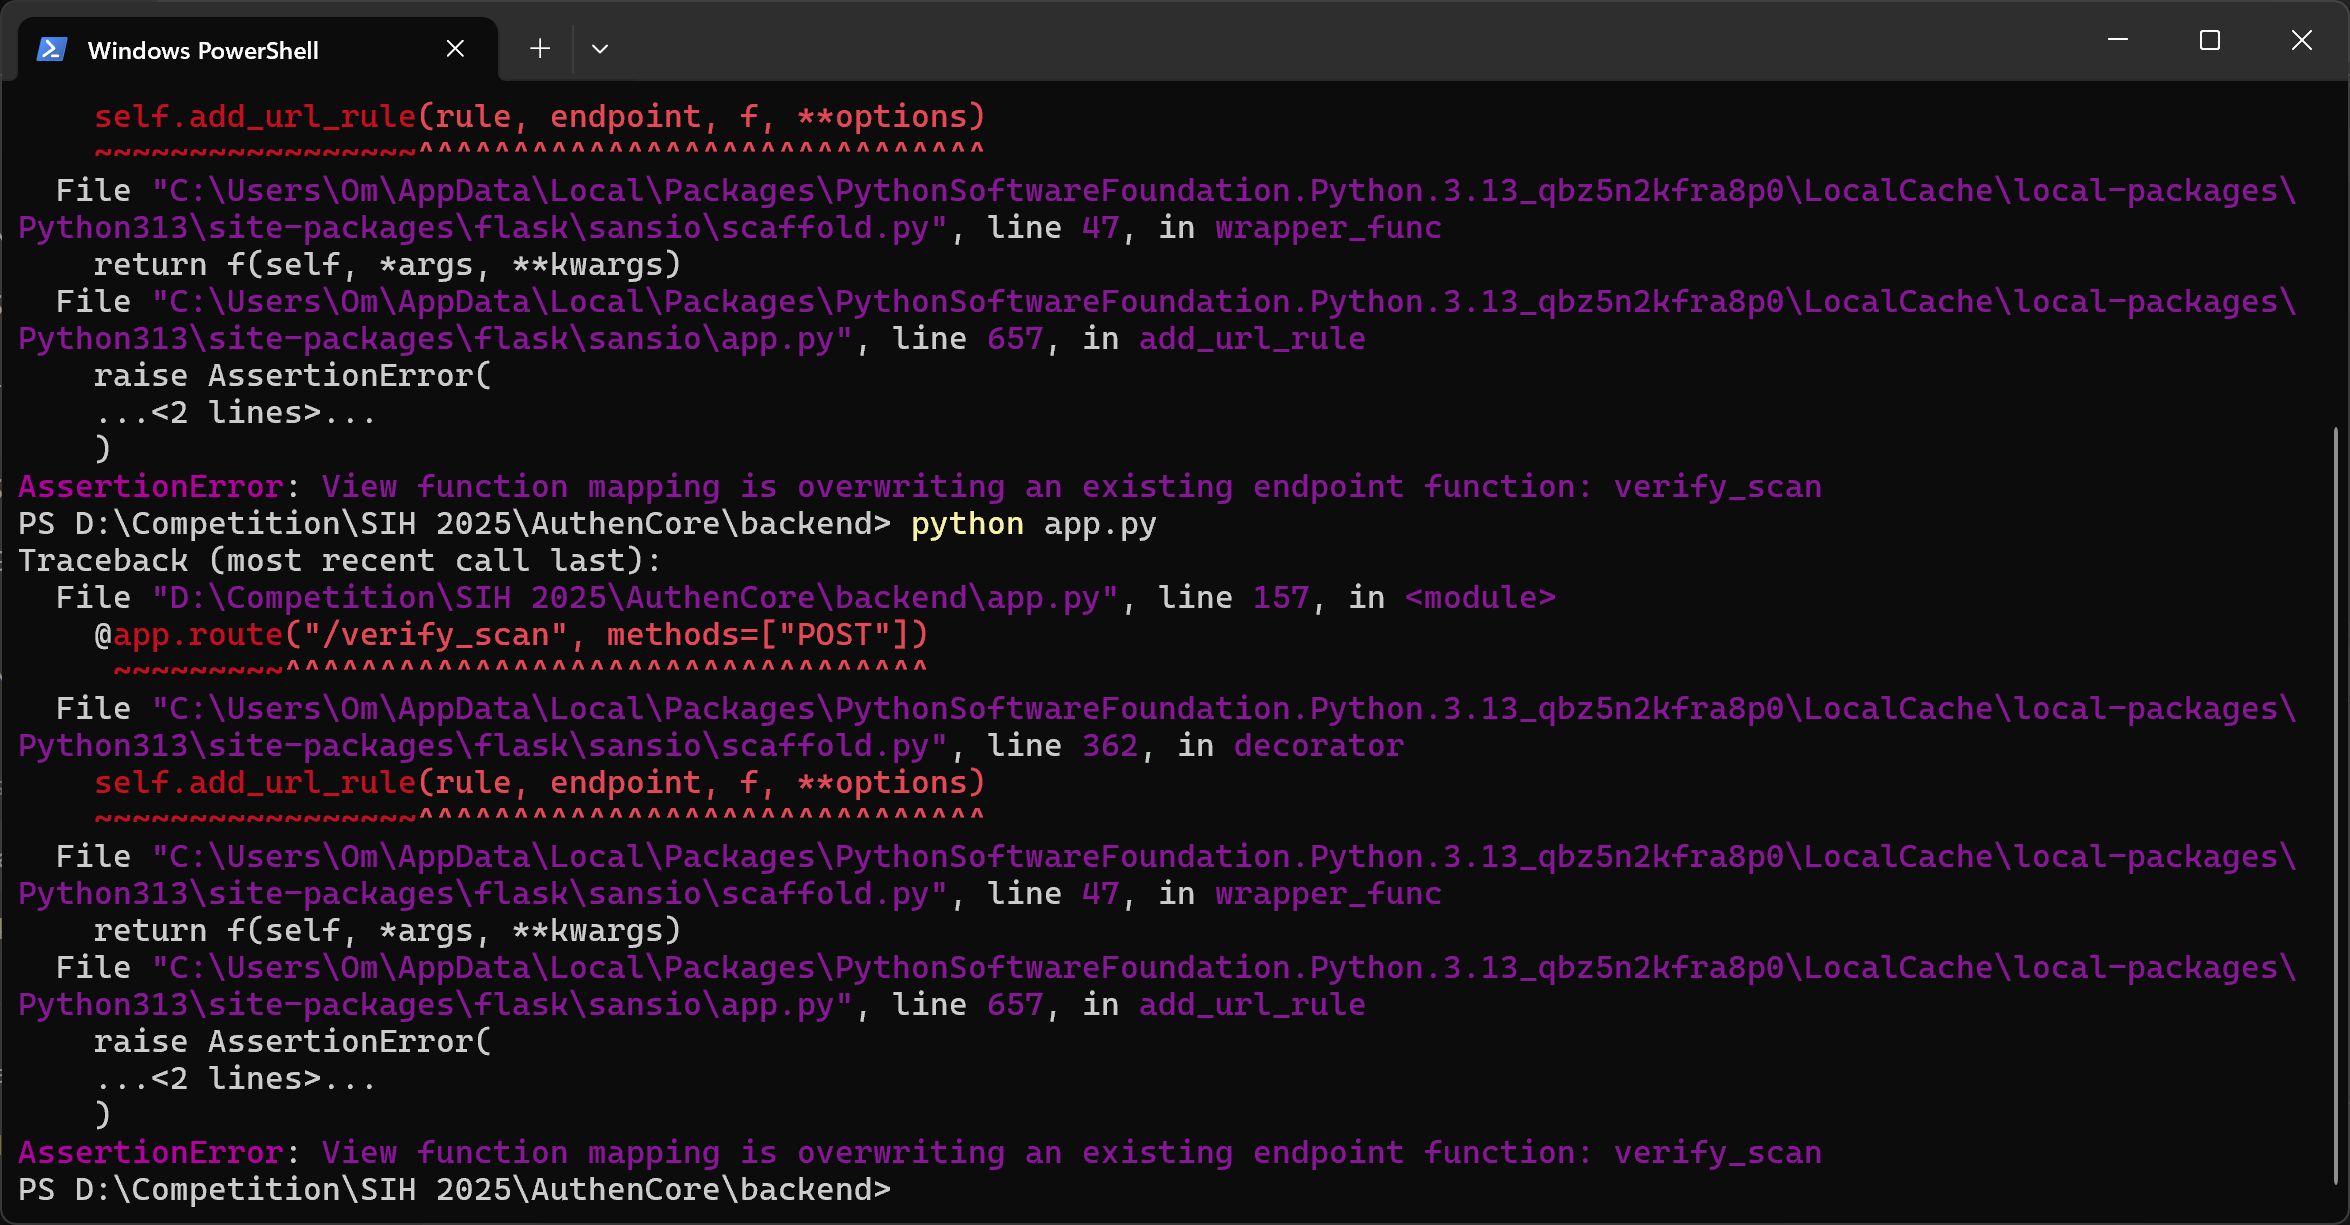 Windows PowerShell
    self.add_url_rule(rule, endpoint, f, **options)
    ~~~~~~~~~~~~~~~~~^^^^^^^^^^^^^^^^^^^^^^^^^^^^^^
  File "C:\Users\Om\AppData\Local\Packages\PythonSoftwareFoundation.Python.3.13_qbz5n2kfra8p0\LocalCache\local-packages\
Python313\site-packages\flask\sansio\scaffold.py", line 47, in wrapper_func
    return f(self, *args, **kwargs)
  File "C:\Users\Om\AppData\Local\Packages\PythonSoftwareFoundation.Python.3.13_qbz5n2kfra8p0\LocalCache\local-packages\
Python313\site-packages\flask\sansio\app.py", line 657, in add_url_rule
    raise AssertionError(
    ...<2 lines>...
    )
AssertionError: View function mapping is overwriting an existing endpoint function: verify_scan
PS D:\Competition\SIH 2025\AuthenCore\backend> python app.py
Traceback (most recent call last):
  File "D:\Competition\SIH 2025\AuthenCore\backend\app.py", line 157, in <module>
    @app.route("/verify_scan", methods=["POST"])
     ~~~~~~~~~^^^^^^^^^^^^^^^^^^^^^^^^^^^^^^^^^^
  File "C:\Users\Om\AppData\Local\Packages\PythonSoftwareFoundation.Python.3.13_qbz5n2kfra8p0\LocalCache\local-packages\
Python313\site-packages\flask\sansio\scaffold.py", line 362, in decorator
    self.add_url_rule(rule, endpoint, f, **options)
    ~~~~~~~~~~~~~~~~~^^^^^^^^^^^^^^^^^^^^^^^^^^^^^^
  File "C:\Users\Om\AppData\Local\Packages\PythonSoftwareFoundation.Python.3.13_qbz5n2kfra8p0\LocalCache\local-packages\
Python313\site-packages\flask\sansio\scaffold.py", line 47, in wrapper_func
    return f(self, *args, **kwargs)
  File "C:\Users\Om\AppData\Local\Packages\PythonSoftwareFoundation.Python.3.13_qbz5n2kfra8p0\LocalCache\local-packages\
Python313\site-packages\flask\sansio\app.py", line 657, in add_url_rule
    raise AssertionError(
    ...<2 lines>...
    )
AssertionError: View function mapping is overwriting an existing endpoint function: verify_scan
PS D:\Competition\SIH 2025\AuthenCore\backend>